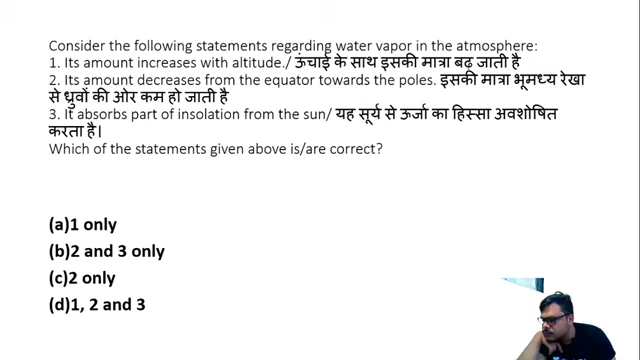 Consider the following statements regarding water vapor in the atmosphere:
1. Its amount increases with altitude./ ऊंचाई के साथ इसकी मात्रा बढ़ जाती है
2. Its amount decreases from the equator towards the poles. इसकी मात्रा भूमध्य रेखा
से ध्रुवों की ओर कम हो जाती है
3. It absorbs part of insolation from the sun/ यह सूर्य से ऊर्जा का हिस्सा अवशोषित
करता है।
Which of the statements given above is/are correct?
(a)1 only
(b)2 and 3 only
(c)2 only
(d)1, 2 and 3